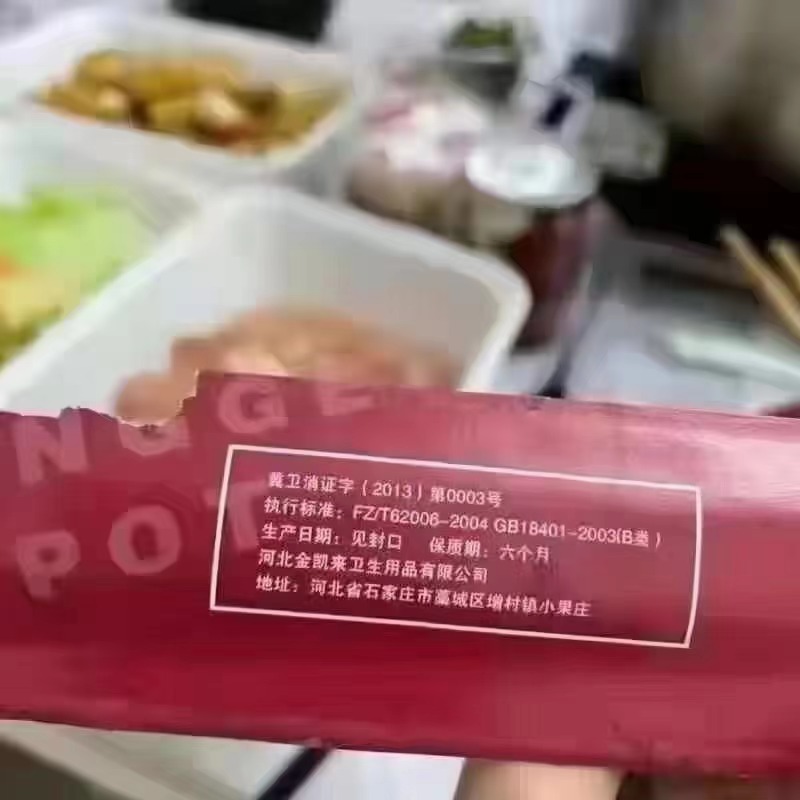 NGGE
POT
冀卫消证字（2013）第0003号
执行标准：FZ/T62006-2004 GB18401-2003(B类）
生产日期：见封口 保质期：六个月
河北金凯来卫生用品有限公司
地址：河北省石家庄市藁城区增村镇小果庄